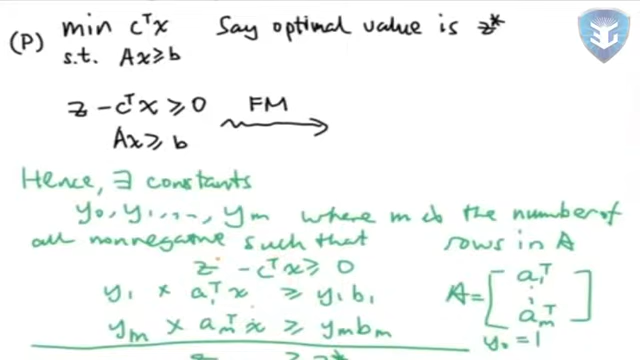 (P) min cᵀx Say optimal value is z*
s.t. Ax ≥ b
z - cᵀx ≥ 0 FM
Ax ≥ b
Hence, ∃ constants
y₀, y₁, ..., yₘ where m is the number of
all nonnegative such that rows in A
z - cᵀx ≥ 0
y₁ × a₁ᵀx ≥ y₁b₁
A = [a₁ᵀ ⋮ aₘᵀ]
yₘ × aₘᵀx ≥ yₘbₘ
y₀ = 1
z ≥ z*